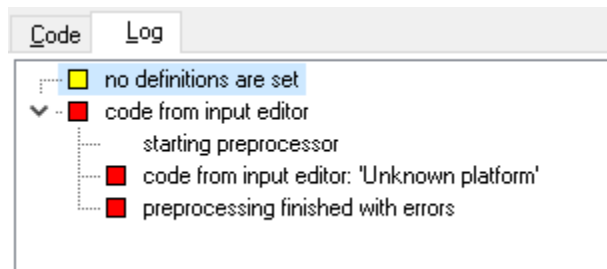 Code Log
no definitions are set
code from input editor
starting preprocessor
code from input editor: 'Unknown platform'
preprocessing finished with errors